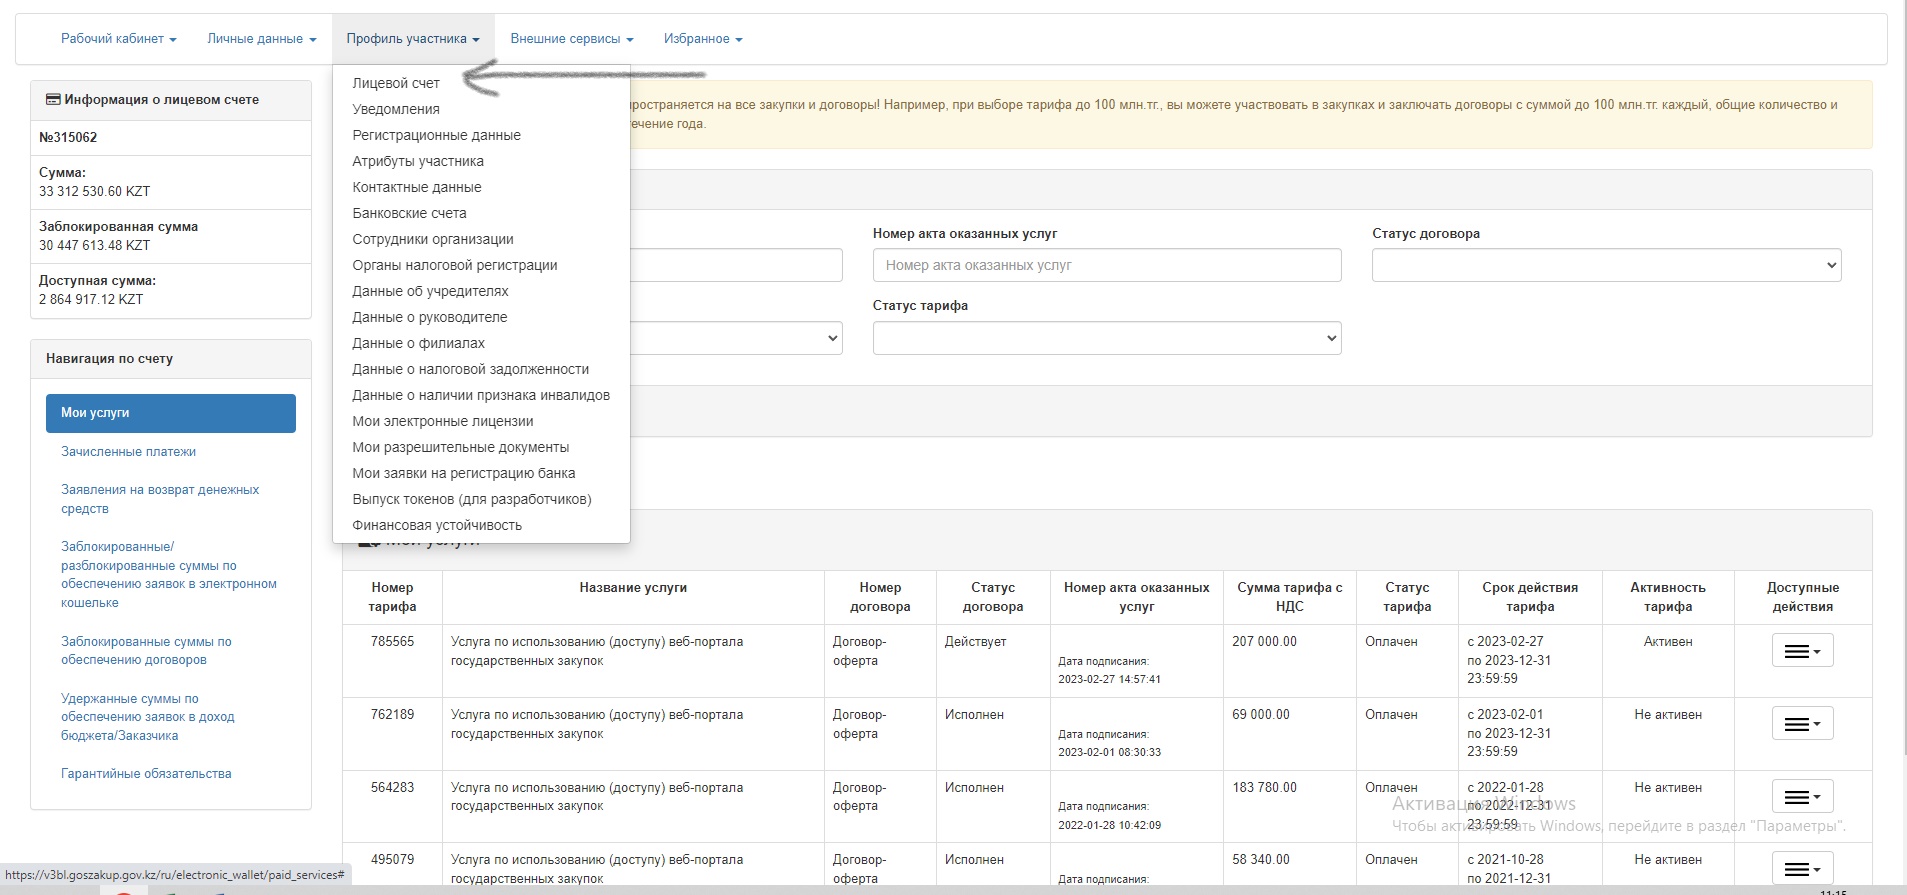 Рабочий кабинет
Личные данные
Профиль участника
Внешние сервисы
Избранное
Информация о лицевом счете
№315062
Сумма:
33 312 530.60 KZT
Заблокированная сумма
30 447 613.48 KZT
Доступная сумма:
2 864 917.12 KZT
Навигация по счету
Мои услуги
Зачисленные платежи
Заявления на возврат денежных
средств
Заблокированные/
разблокированные суммы по
обеспечению заявок в электронном
кошельке
Заблокированные суммы по
обеспечению договоров
Удержанные суммы по
обеспечению заявок в доход
бюджета/Заказчика
Гарантийные обязательства
Лицевой счет
Уведомления
Регистрационные данные
Атрибуты участника
Контактные данные
Банковские счета
Сотрудники организации
Органы налоговой регистрации
Данные об учредителях
Данные о руководителе
Данные о филиалах
Данные о налоговой задолженности
Данные о наличии признака инвалидов
Мои электронные лицензии
Мои разрешительные документы
Мои заявки на регистрацию банка
Выпуск токенов (для разработчиков)
Финансовая устойчивость
пространяется на все закупки и договоры! Например, при выборе тарифа до 100 млн.тг., вы можете участвовать в закупках и заключать договоры с суммой до 100 млн.тг. каждый, общие количество и
течение года.
Номер акта оказанных услуг
Номер акта оказанных услуг
Статус договора
Статус тарифа
Мои услуги
Номер тарифа
Название услуги
Номер договора
Статус договора
Номер акта оказанных услуг
Сумма тарифа с НДС
Статус тарифа
Срок действия тарифа
Активность тарифа
Доступные действия
785565
Услуга по использованию (доступу) веб-портала
государственных закупок
Договор-
оферта
Действует
Дата подписания:
2023-02-27 14:57:41
207 000.00
Оплачен
с 2023-02-27
по 2023-12-31
23:59:59
Активен
762189
Услуга по использованию (доступу) веб-портала
государственных закупок
Договор-
оферта
Исполнен
Дата подписания:
2023-02-01 08:30:33
69 000.00
Оплачен
с 2023-02-01
по 2023-12-31
23:59:59
Не активен
564283
Услуга по использованию (доступу) веб-портала
государственных закупок
Договор-
оферта
Исполнен
Дата подписания:
2022-01-28 10:42:09
183 780.00
Оплачен
с 2022-01-28
по 2022-12-31
23:59:59
Не активен
495079
Услуга по использованию (доступу) веб-портала
государственных закупок
Договор-
оферта
Исполнен
Дата подписания:
58 340.00
Оплачен
с 2021-10-28
по 2021-12-31
Не активен
Активация Windows
Чтобы активировать Windows, перейдите в раздел "Параметры".
https://v3bl.goszakup.gov.kz/ru/electronic_wallet/paid_services#
11:15